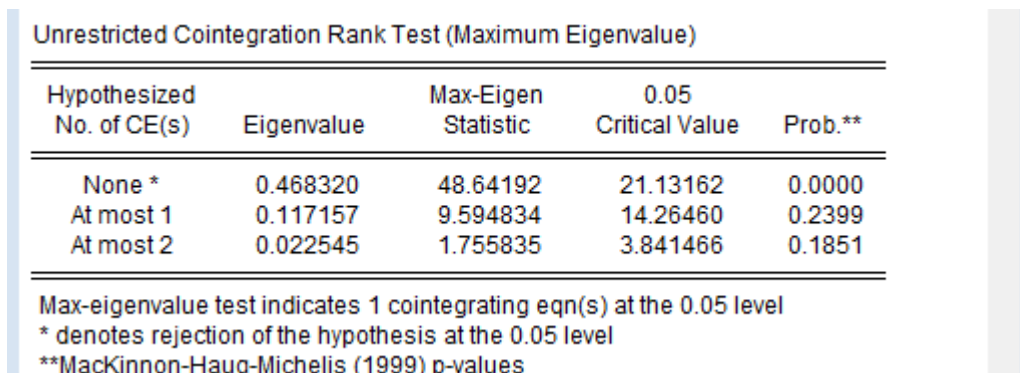 Unrestricted Cointegration Rank Test (Maximum Eigenvalue)
Hypothesized Max-Eigen 0.05
No. of CE(s) Eigenvalue Statistic Critical Value Prob.**
None * 0.468320 48.64192 21.13162 0.0000
At most 1 0.117157 9.594834 14.26460 0.2399
At most 2 0.022545 1.755835 3.841466 0.1851
Max-eigenvalue test indicates 1 cointegrating eqn(s) at the 0.05 level
* denotes rejection of the hypothesis at the 0.05 level
**MacKinnon-Haug-Michelis (1999) p-values